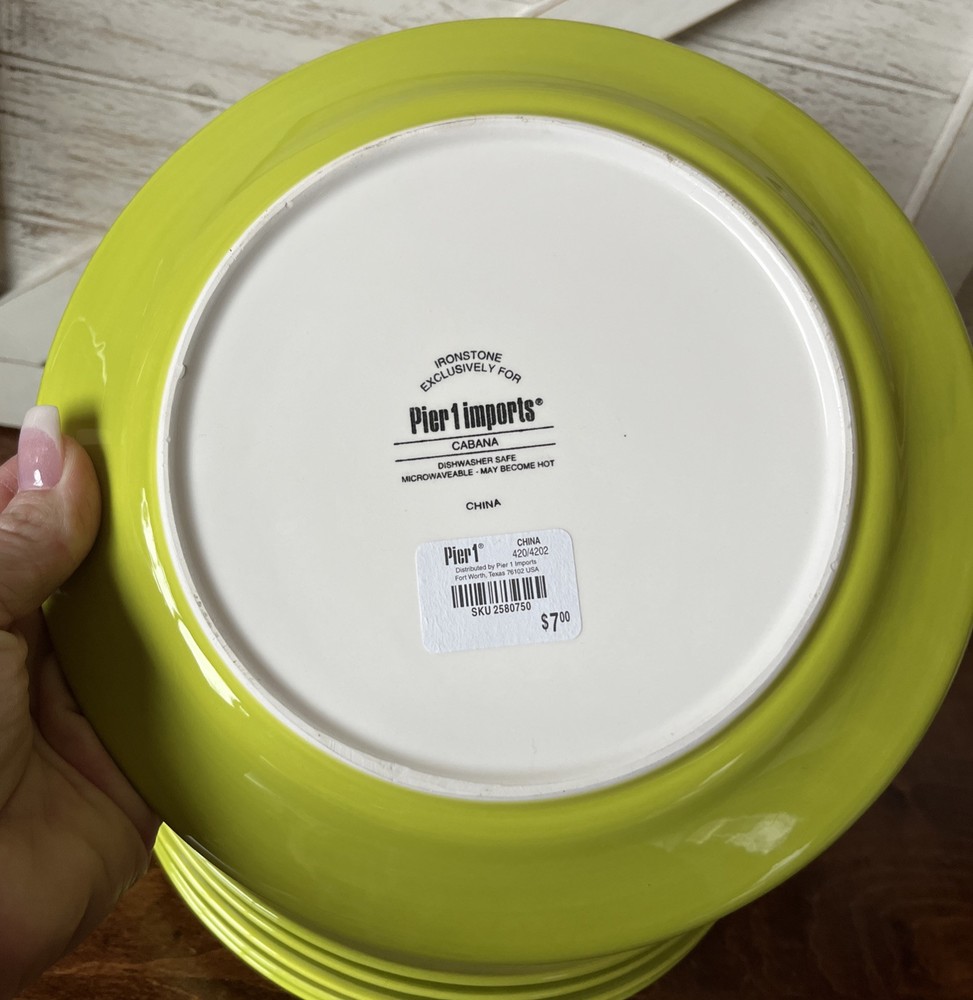 IRONSTONE
EXCLUSIVELY FOR
Pier 1 imports®
CABANA
DISHWASHER SAFE
MICROWAVEABLE - MAY BECOME HOT
CHINA
Pier 1® CHINA
420/4202
Distributed by Pier 1 Imports
Fort Worth, Texas 76102 USA
SKU 2580750
$7.00